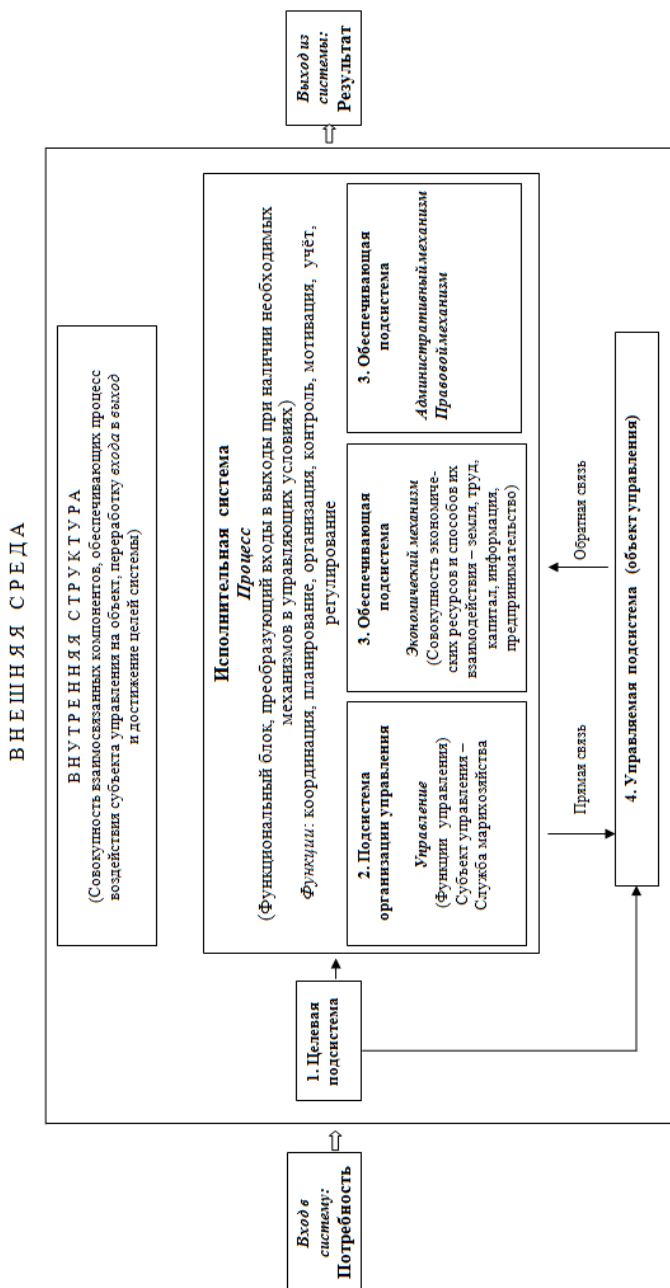 ВНЕШНЯЯ СРЕДА
ВНУТРЕННЯЯ СТРУКТУРА
(Совокупность взаимосвязанных компонентов, обеспечивающих процесс
воздействия субъекта управления на объект, переработку входа в выход
и достижение целей системы)
Вход в
систему:
Потребность
1. Целевая
подсистема
Исполнительная система
Процесс
(Функциональный блок, преобразующий входы в выходы при наличии необходимых
механизмов в управляющих условиях)
Функции: координация, планирование, организация, контроль, мотивация, учёт,
регулирование
2. Подсистема
организации управления
Управление
(Функции управления)
Субъект управления –
Служба марихозяйства
3. Обеспечивающая
подсистема
Экономический механизм
(Совокупность экономиче-
ских ресурсов и способов их
взаимодействия – земля, труд,
капитал, информация,
предпринимательство)
3. Обеспечивающая
подсистема
Административный механизм
Правовой механизм
Выход из
системы:
Результат
Прямая связь
Обратная связь
4. Управляемая подсистема (объект управления)